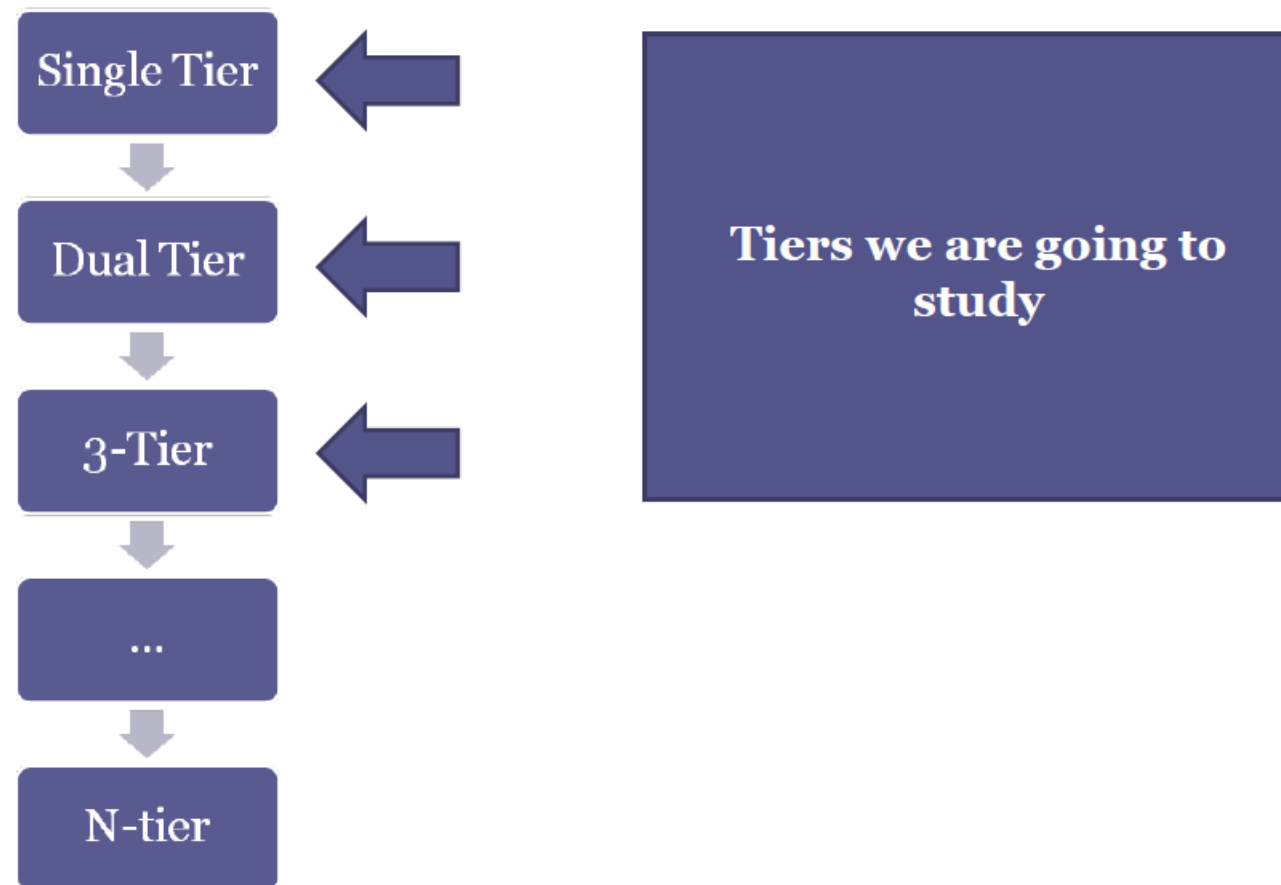 Single Tier
Dual Tier
3-Tier
...
N-tier
Tiers we are going to
study